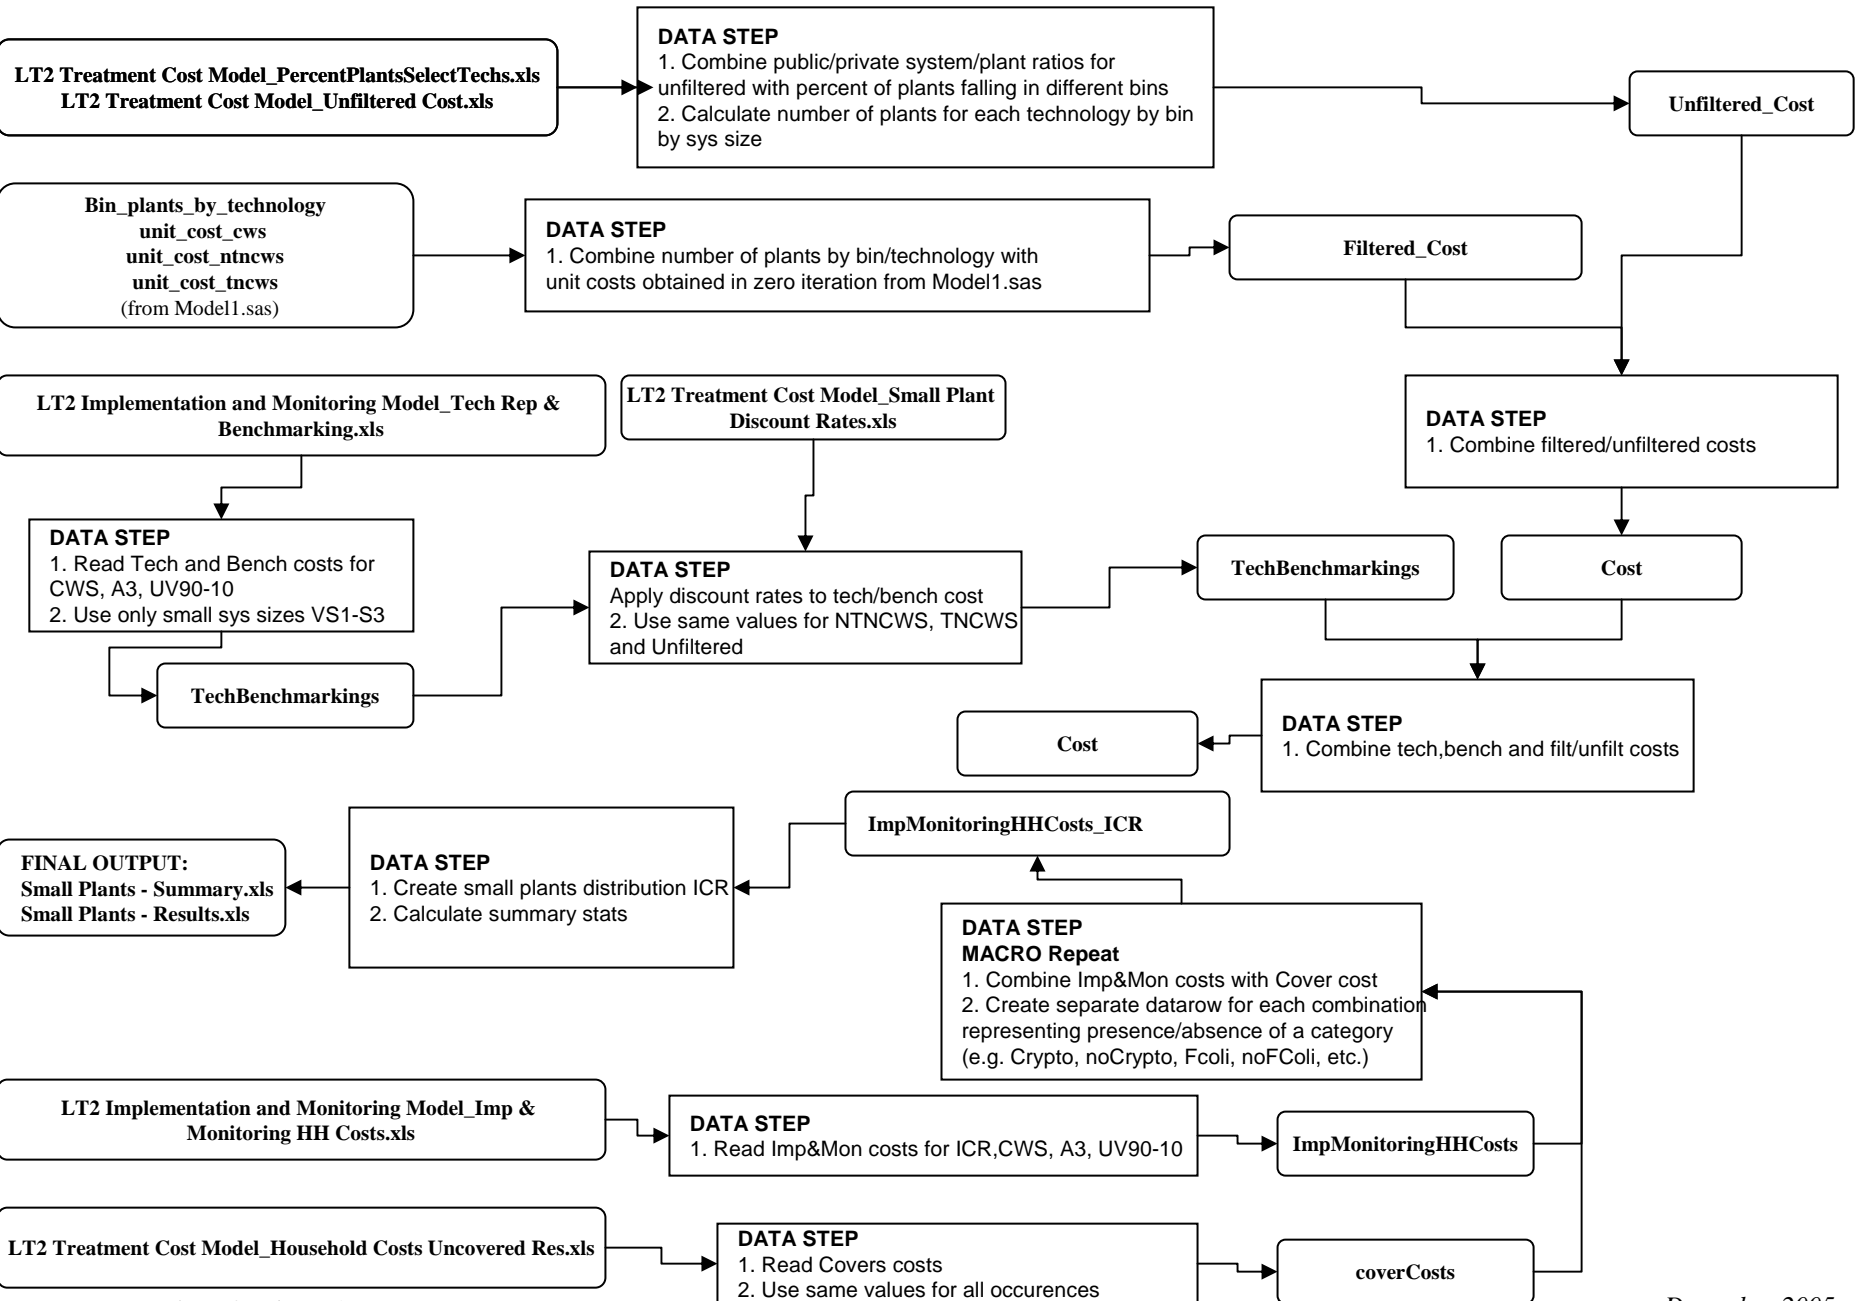 LT2 Treatment Cost Model_PercentPlantsSelectTechs.xls
LT2 Treatment Cost Model_Unfiltered Cost.xls
DATA STEP
1. Combine public/private system/plant ratios for
unfiltered with percent of plants falling in different bins
2. Calculate number of plants for each technology by bin
by sys size
Unfiltered_Cost
Bin_plants_by_technology
unit_cost_cws
unit_cost_ntncws
unit_cost_tncws
(from Model1.sas)
DATA STEP
1. Combine number of plants by bin/technology with
unit costs obtained in zero iteration from Model1.sas
Filtered_Cost
LT2 Implementation and Monitoring Model_Tech Rep &
Benchmarking.xls
LT2 Treatment Cost Model_Small Plant
Discount Rates.xls
DATA STEP
1. Combine filtered/unfiltered costs
DATA STEP
1. Read Tech and Bench costs for
CWS, A3, UV90-10
2. Use only small sys sizes VS1-S3
DATA STEP
Apply discount rates to tech/bench cost
2. Use same values for NTNCWS, TNCWS
and Unfiltered
TechBenchmarkings
Cost
TechBenchmarkings
DATA STEP
1. Combine tech,bench and filt/unfilt costs
Cost
ImpMonitoringHHCosts_ICR
DATA STEP
1. Create small plants distribution ICR
2. Calculate summary stats
FINAL OUTPUT:
Small Plants - Summary.xls
Small Plants - Results.xls
DATA STEP
MACRO Repeat
1. Combine Imp&Mon costs with Cover cost
2. Create separate datarow for each combination
representing presence/absence of a category
(e.g. Crypto, noCrypto, Fcoli, noFColi, etc.)
LT2 Implementation and Monitoring Model_Imp &
Monitoring HH Costs.xls
DATA STEP
1. Read Imp&Mon costs for ICR,CWS, A3, UV90-10
ImpMonitoringHHCosts
LT2 Treatment Cost Model_Household Costs Uncovered Res.xls
DATA STEP
1. Read Covers costs
2. Use same values for all occurences
coverCosts
December 2005